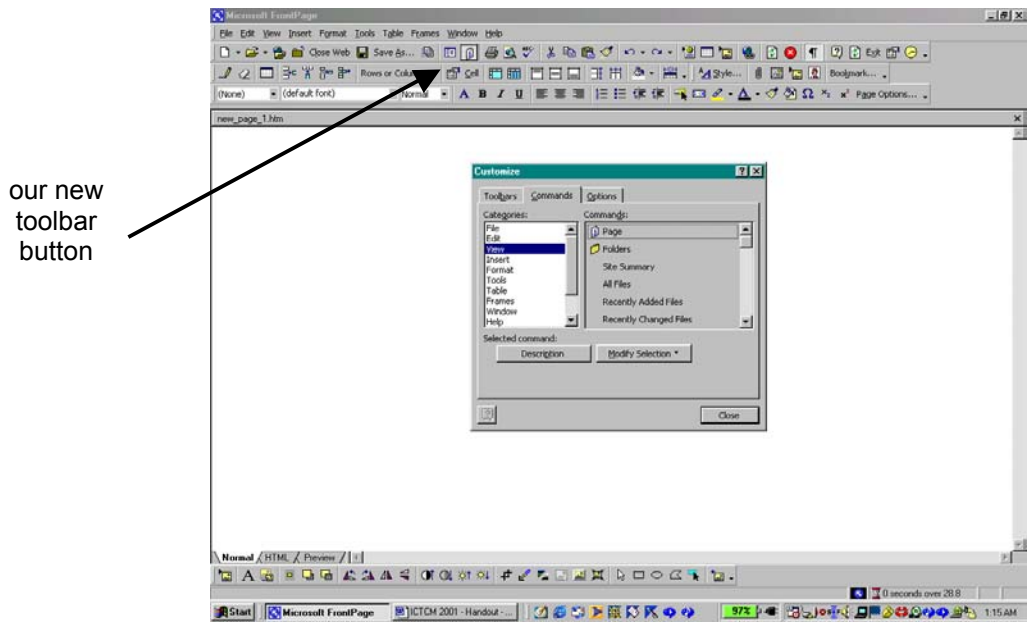 Microsoft FrontPage
File Edit View Insert Format Tools Table Frames Window Help
Close Web Save As... Exit
Rows or Column Cell Style... Bookmark...
(None) (default font) Normal A B I U Page Options...
new_page_1.htm
our new
toolbar
button
Customize
Toolbars Commands Options
Categories: Commands:
File Page
Edit
View Folders
Insert
Format Site Summary
Tools All Files
Table
Frames Recently Added Files
Window
Help Recently Changed Files
Selected command:
Description Modify Selection
Close
Normal HTML Preview
0 seconds over 28.8
Start Microsoft FrontPage ICTCM 2001 - Handout -... 97% 1:15 AM